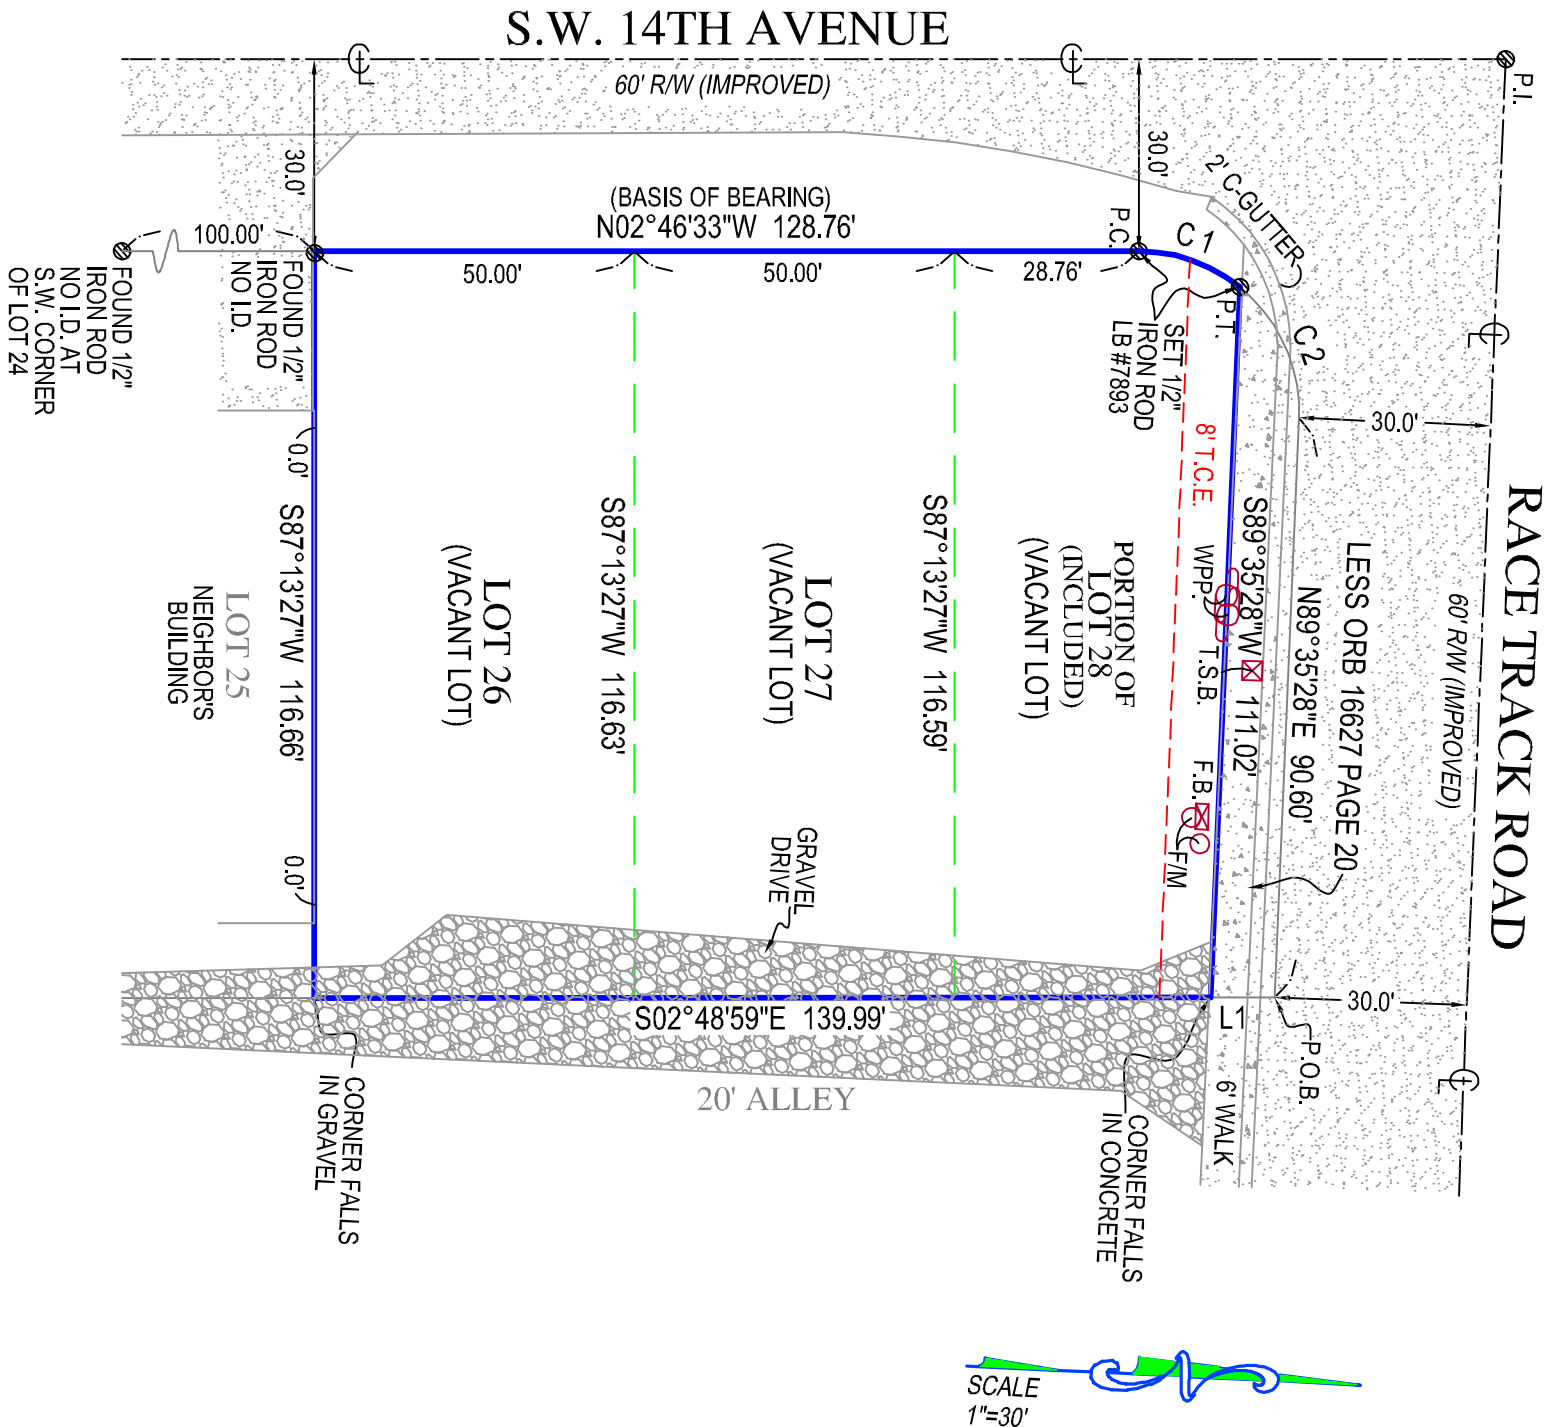 S.W. 14TH AVENUE
60' R/W (IMPROVED)
P.I.
30.0'
30.0'
2' C-GUTTER
(BASIS OF BEARING)
N02°46'33"W 128.76'
P.C.
C1
100.00'
50.00'
50.00'
28.76'
P.T.
C2
FOUND 1/2"
IRON ROD
NO I.D. AT
S.W. CORNER
OF LOT 24
FOUND 1/2"
IRON ROD
NO I.D.
SET 1/2"
IRON ROD
LB #7893
30.0'
RACE TRACK ROAD
60' R/W (IMPROVED)
0.0'
8' T.C.E.
S87°13'27"W 116.66'
S87°13'27"W 116.63'
S87°13'27"W 116.59'
S89°35'28"W 111.02'
N89°35'28"E 90.60'
LESS ORB 16627 PAGE 20
LOT 25
NEIGHBOR'S
BUILDING
LOT 26
(VACANT LOT)
LOT 27
(VACANT LOT)
PORTION OF
LOT 28
(INCLUDED)
(VACANT LOT)
WPP.
T.S.B.
F.B.
F/M
0.0'
GRAVEL
DRIVE
S02°48'59"E 139.99'
L1
30.0'
P.O.B.
6' WALK
20' ALLEY
CORNER FALLS
IN GRAVEL
CORNER FALLS
IN CONCRETE
SCALE
1"=30'